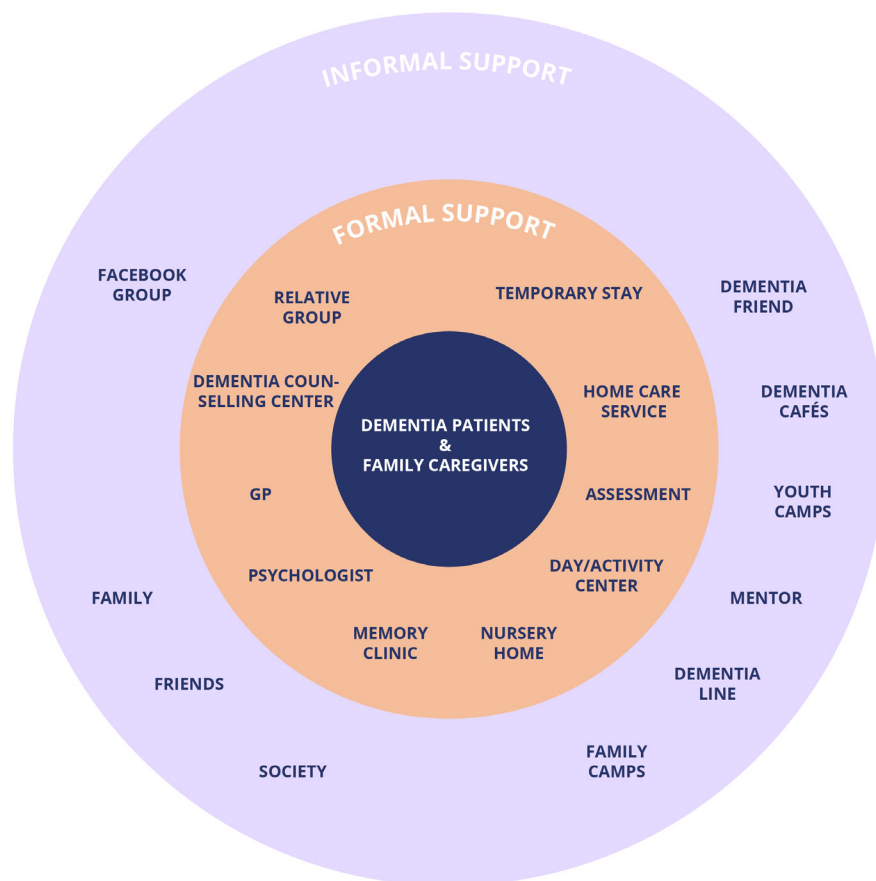 INFORMAL SUPPORT
FORMAL SUPPORT
FACEBOOK
GROUP
RELATIVE
GROUP
TEMPORARY STAY
DEMENTIA
FRIEND
DEMENTIA COUN-
SELLING CENTER
HOME CARE
SERVICE
DEMENTIA
CAFÉS
DEMENTIA PATIENTS
&
FAMILY CAREGIVERS
GP
ASSESSMENT
YOUTH
CAMPS
PSYCHOLOGIST
DAY/ACTIVITY
CENTER
FAMILY
MENTOR
MEMORY
CLINIC
NURSERY
HOME
FRIENDS
DEMENTIA
LINE
SOCIETY
FAMILY
CAMPS